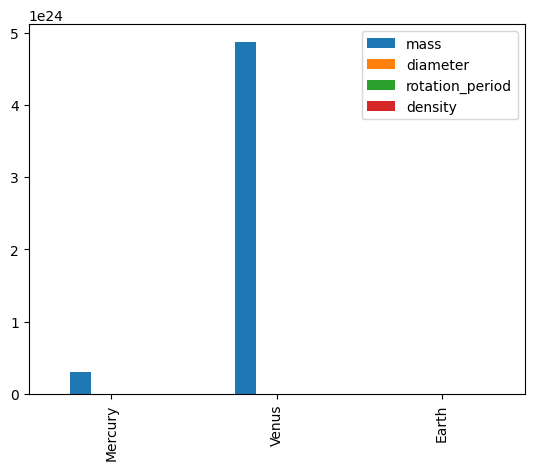 1e24
5
4
3
2
1
0
mass
diameter
rotation_period
density
Mercury
Venus
Earth